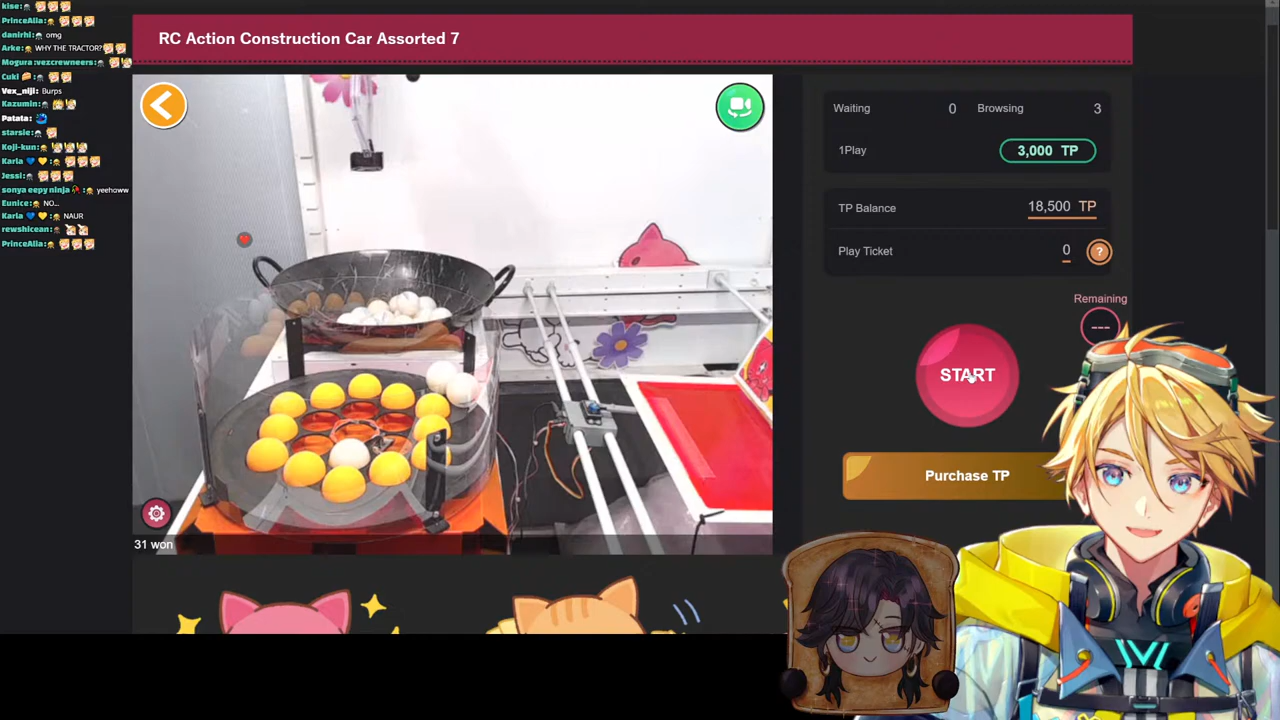 kise:
PrinceAlia:
danirhi: omg
Arke: WHY THE TRACTOR?
Mogura :vezcrewneers:
Cuki
Vex_niji: Burps
Kazumin:
Patata:
starsie:
Koji-kun:
Karla
Jessi:
sonya eepy ninja : yeehoww
Eunice: NO...
Karla : NAUR
rewshicean:
PrinceAlia:
RC Action Construction Car Assorted 7
Waiting 0 Browsing 3
1Play 3,000 TP
TP Balance 18,500 TP
Play Ticket 0 ?
Remaining
---
START
Purchase TP
31 won